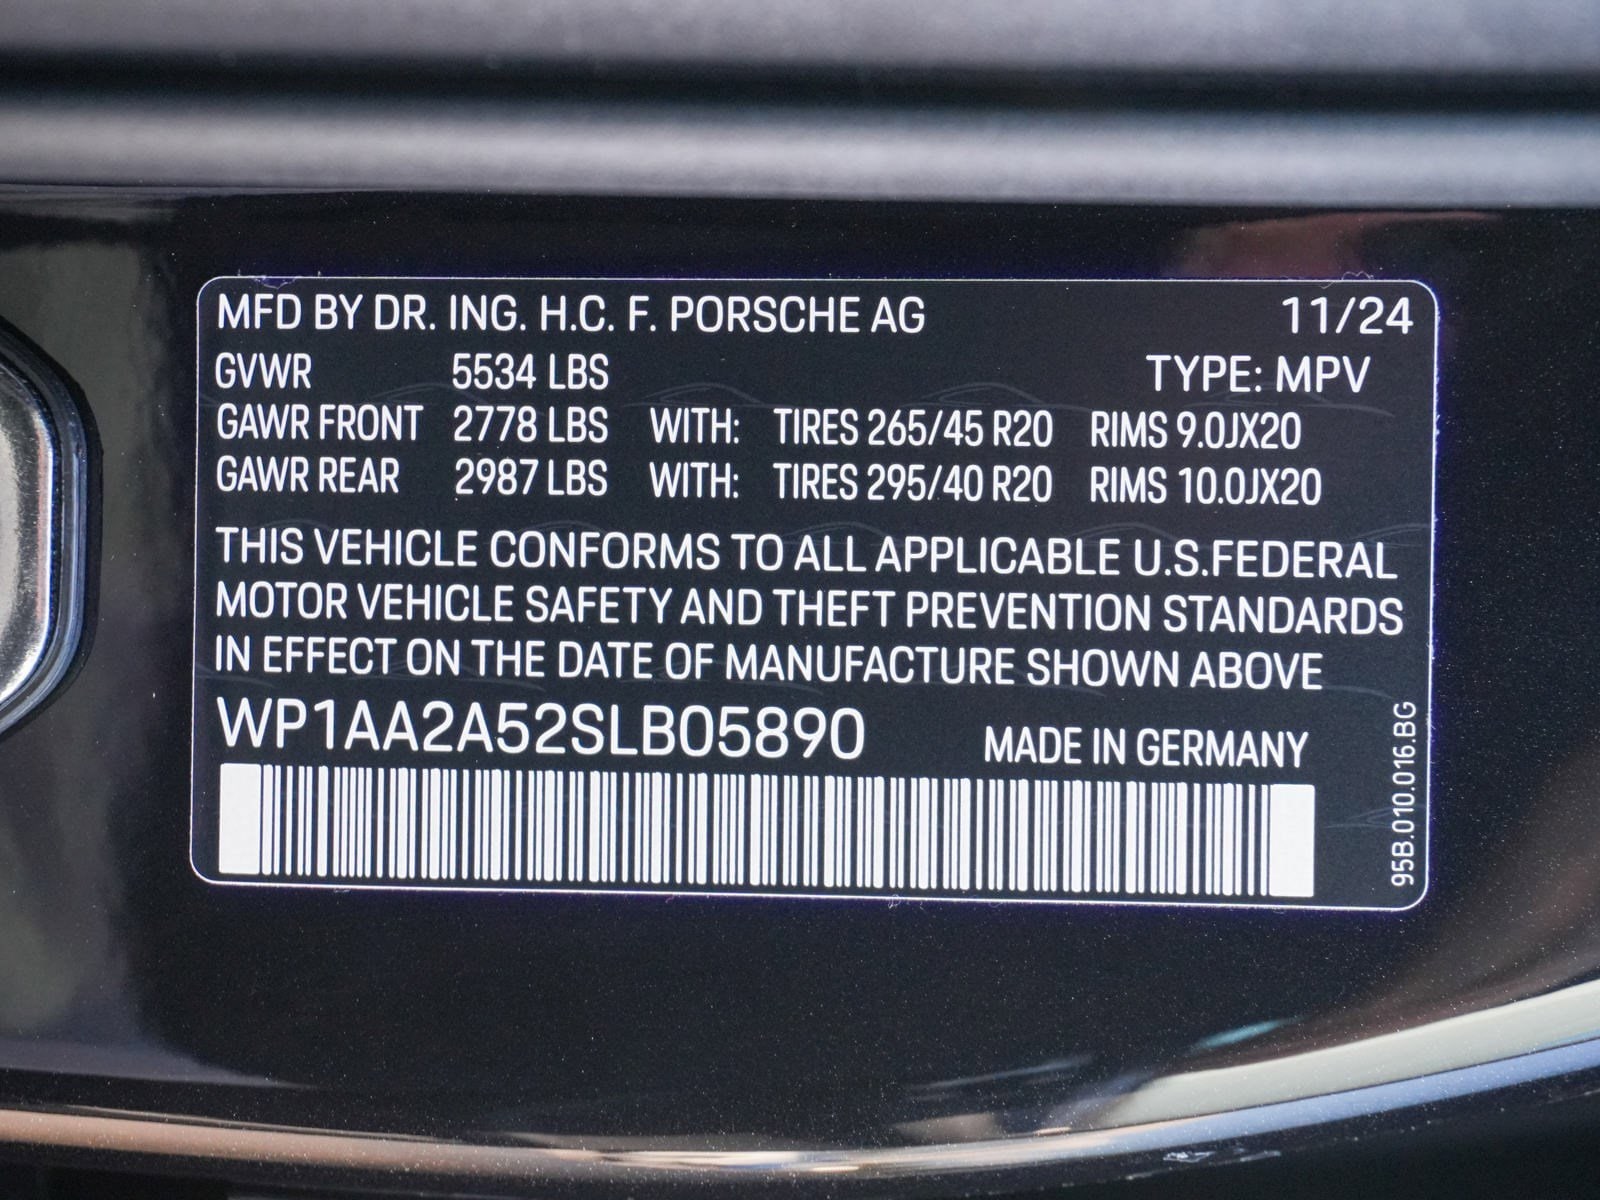 MFD BY DR. ING. H.C. F. PORSCHE AG 11/24
GVWR 5534 LBS TYPE: MPV
GAWR FRONT 2778 LBS WITH: TIRES 265/45 R20 RIMS 9.0JX20
GAWR REAR 2987 LBS WITH: TIRES 295/40 R20 RIMS 10.0JX20
THIS VEHICLE CONFORMS TO ALL APPLICABLE U.S.FEDERAL
MOTOR VEHICLE SAFETY AND THEFT PREVENTION STANDARDS
IN EFFECT ON THE DATE OF MANUFACTURE SHOWN ABOVE
WP1AA2A52SLB05890 MADE IN GERMANY
95B.010.016.BG